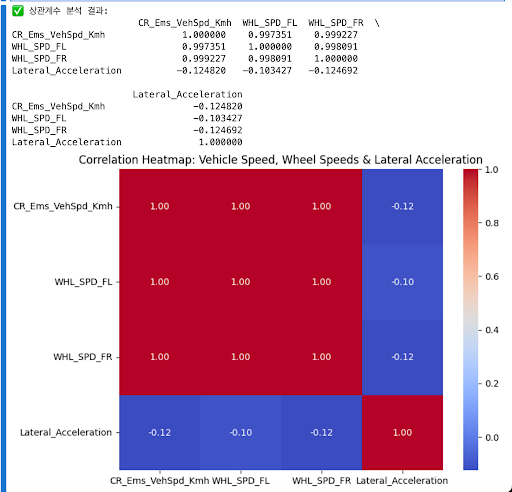 ✅ 상관계수 분석 결과:
CR_Ems_VehSpd_Kmh WHL_SPD_FL WHL_SPD_FR \
CR_Ems_VehSpd_Kmh 1.000000 0.997351 0.999227
WHL_SPD_FL 0.997351 1.000000 0.998091
WHL_SPD_FR 0.999227 0.998091 1.000000
Lateral_Acceleration -0.124820 -0.103427 -0.124692
Lateral_Acceleration
CR_Ems_VehSpd_Kmh -0.124820
WHL_SPD_FL -0.103427
WHL_SPD_FR -0.124692
Lateral_Acceleration 1.000000
Correlation Heatmap: Vehicle Speed, Wheel Speeds & Lateral Acceleration
CR_Ems_VehSpd_Kmh 1.00 1.00 1.00 -0.12
WHL_SPD_FL 1.00 1.00 1.00 -0.10
WHL_SPD_FR 1.00 1.00 1.00 -0.12
Lateral_Acceleration -0.12 -0.10 -0.12 1.00
CR_Ems_VehSpd_Kmh WHL_SPD_FL WHL_SPD_FR Lateral_Acceleration
1.0
0.8
0.6
0.4
0.2
0.0